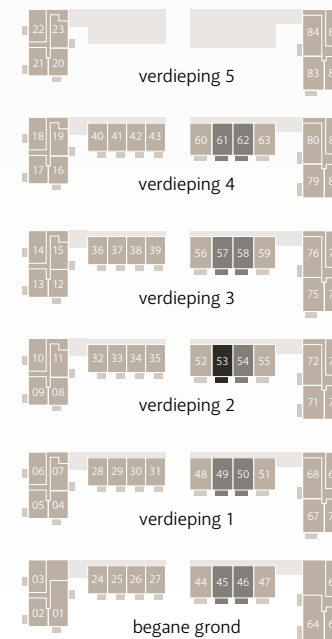 22 23 84
21 20 83
verdieping 5
18 19 40 41 42 43 60 61 62 63 80
17 16 79
verdieping 4
14 15 36 37 38 39 56 57 58 59 76
13 12 75
verdieping 3
10 11 32 33 34 35 52 53 54 55 72
09 08 71
verdieping 2
06 07 28 29 30 31 48 49 50 51 68
05 04 67
verdieping 1
03 24 25 26 27 44 45 46 47
02 01 64
begane grond